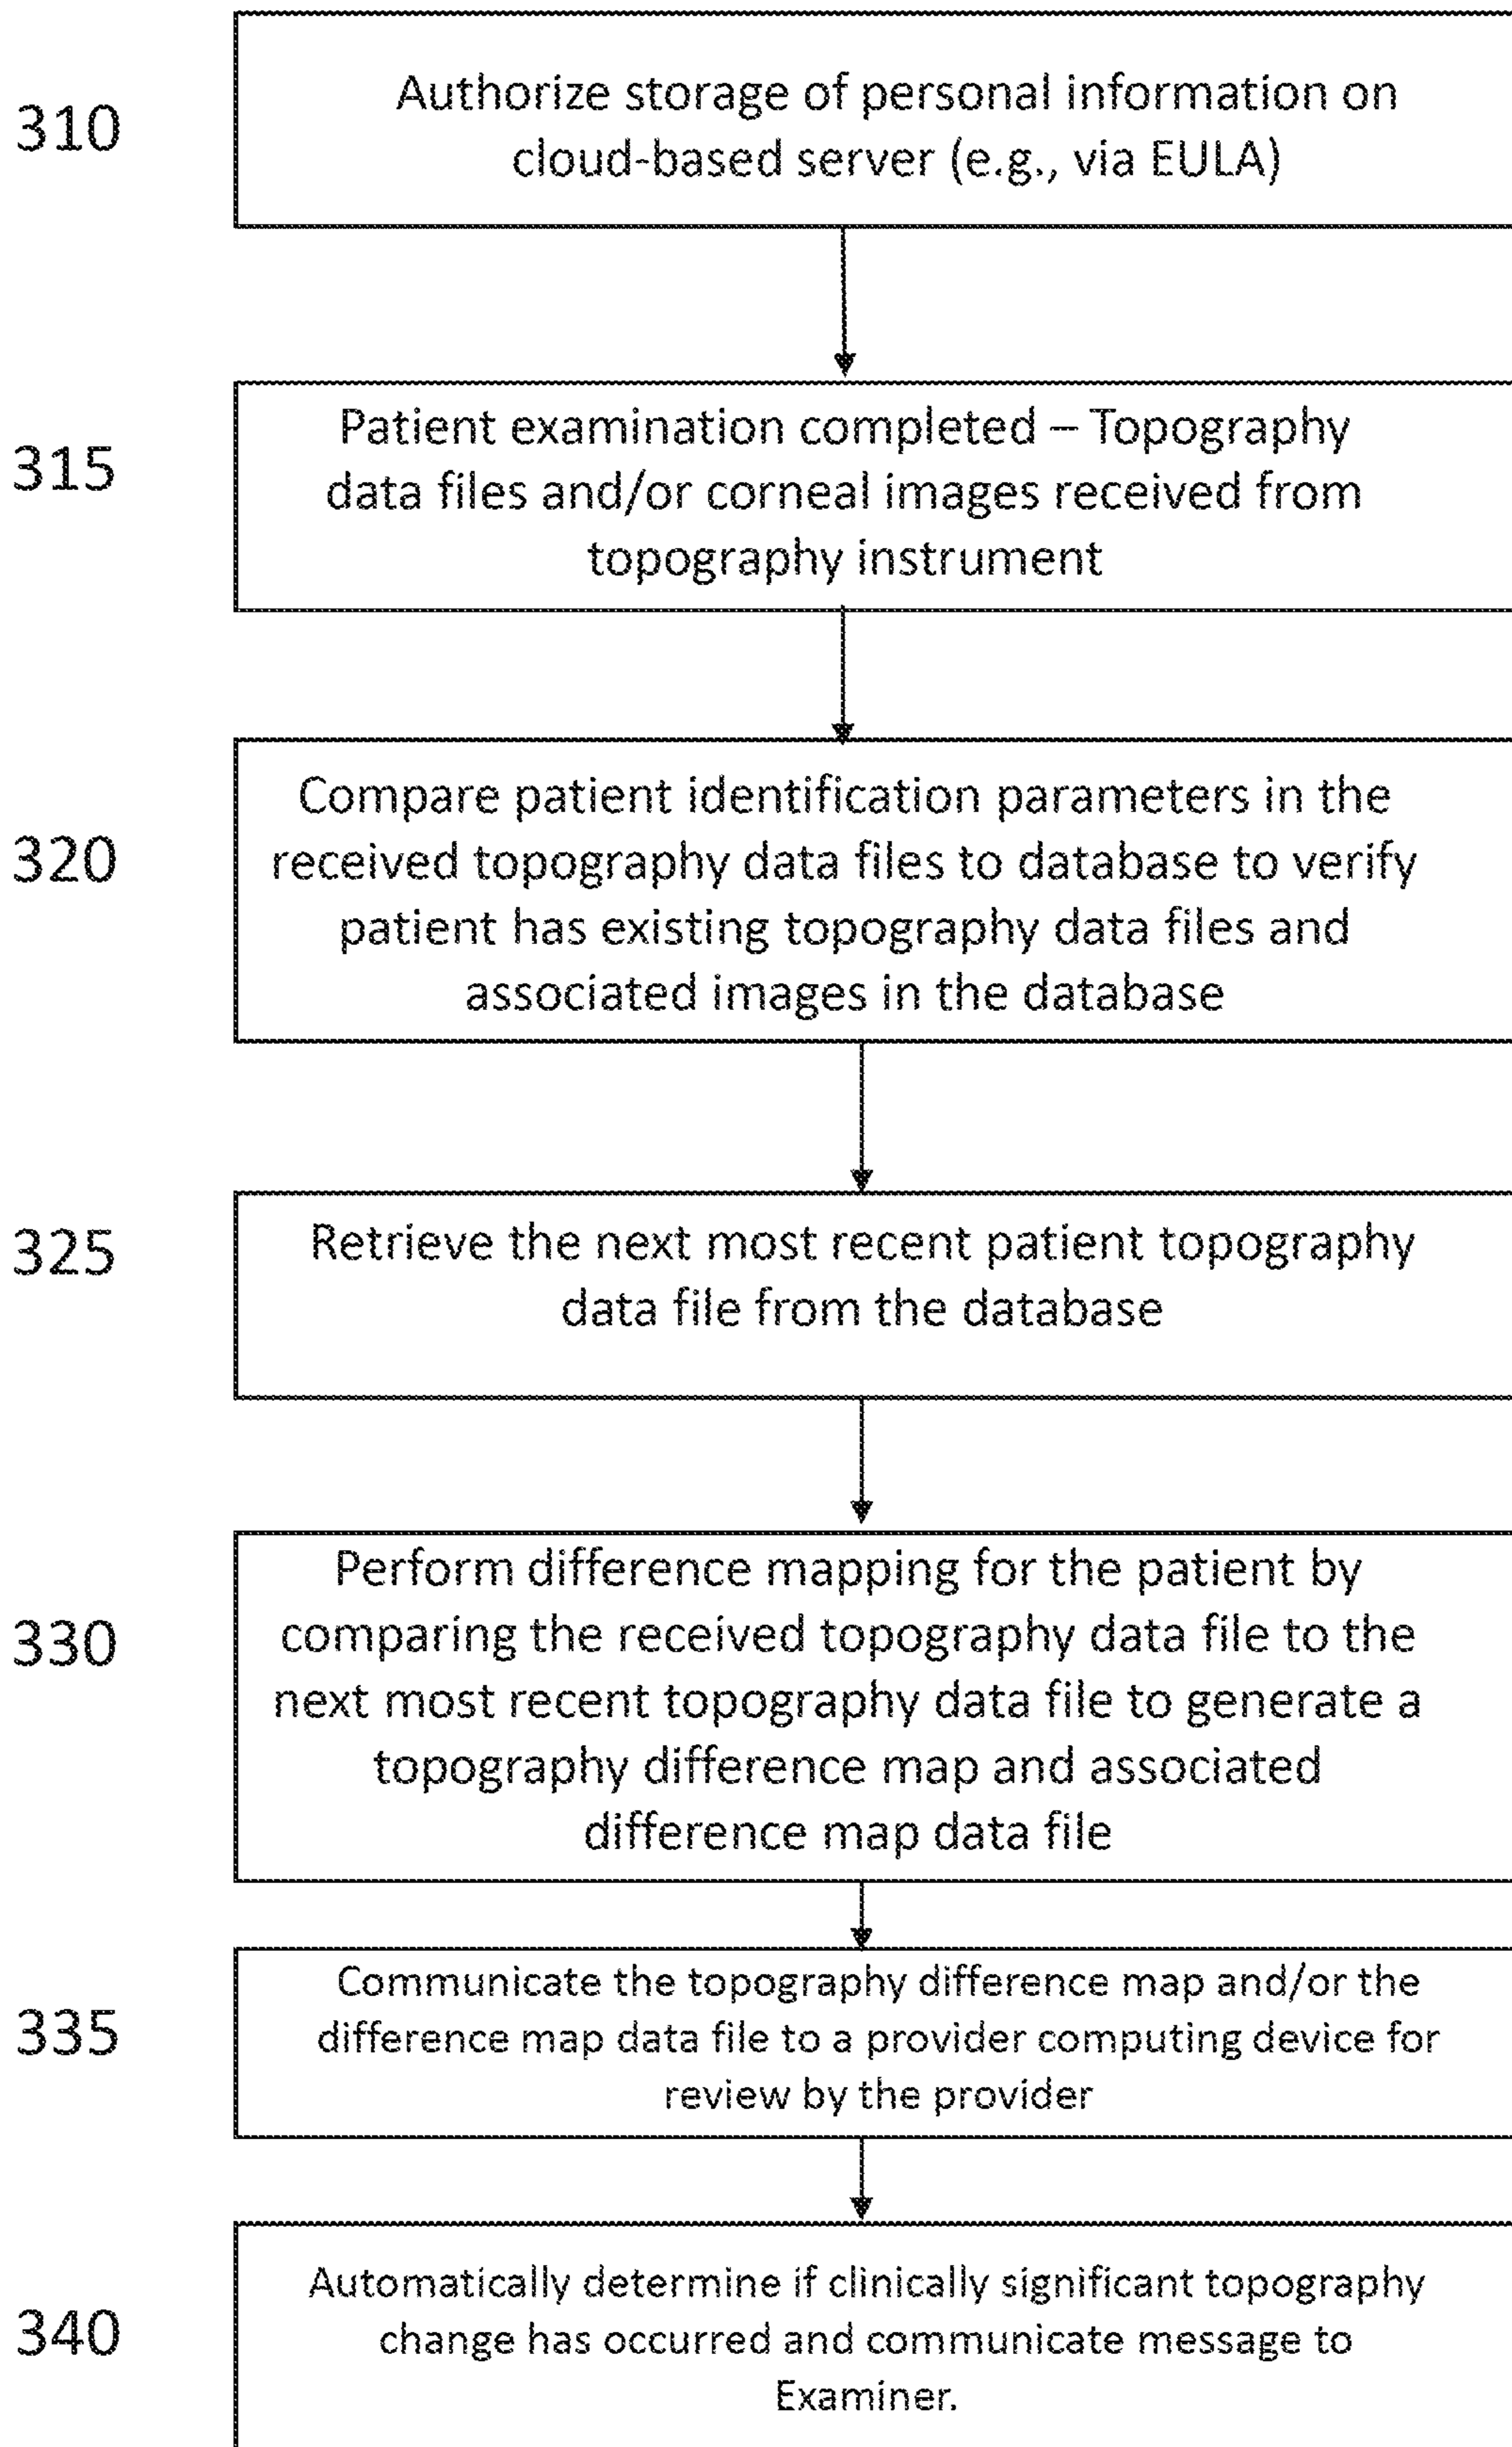 310
Authorize storage of personal information on
cloud-based server (e.g., via EULA)
315
Patient examination completed – Topography
data files and/or corneal images received from
topography instrument
320
Compare patient identification parameters in the
received topography data files to database to verify
patient has existing topography data files and
associated images in the database
325
Retrieve the next most recent patient topography
data file from the database
330
Perform difference mapping for the patient by
comparing the received topography data file to the
next most recent topography data file to generate a
topography difference map and associated
difference map data file
335
Communicate the topography difference map and/or the
difference map data file to a provider computing device for
review by the provider
340
Automatically determine if clinically significant topography
change has occurred and communicate message to
Examiner.